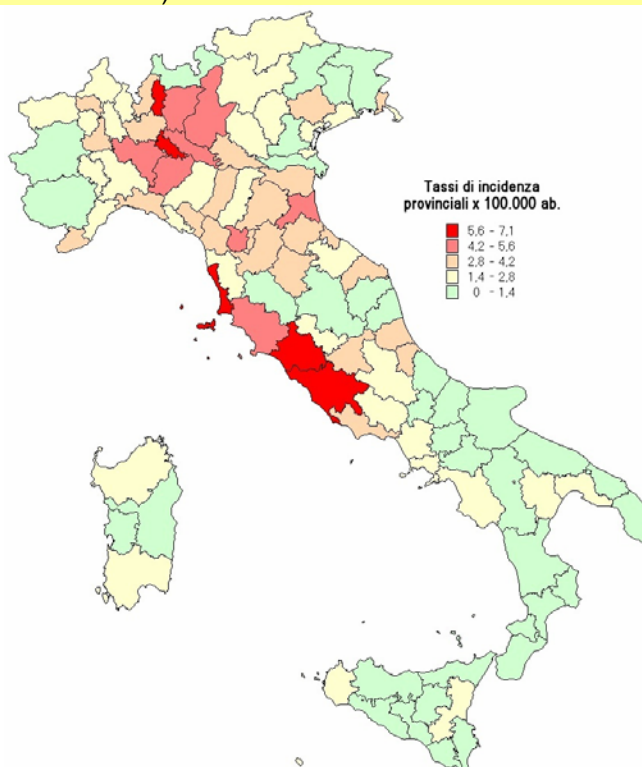 Tassi di incidenza
provinciali x 100.000 ab.
5,6 - 7,1
4,2 - 5,6
2,8 - 4,2
1,4 - 2,8
0 - 1,4